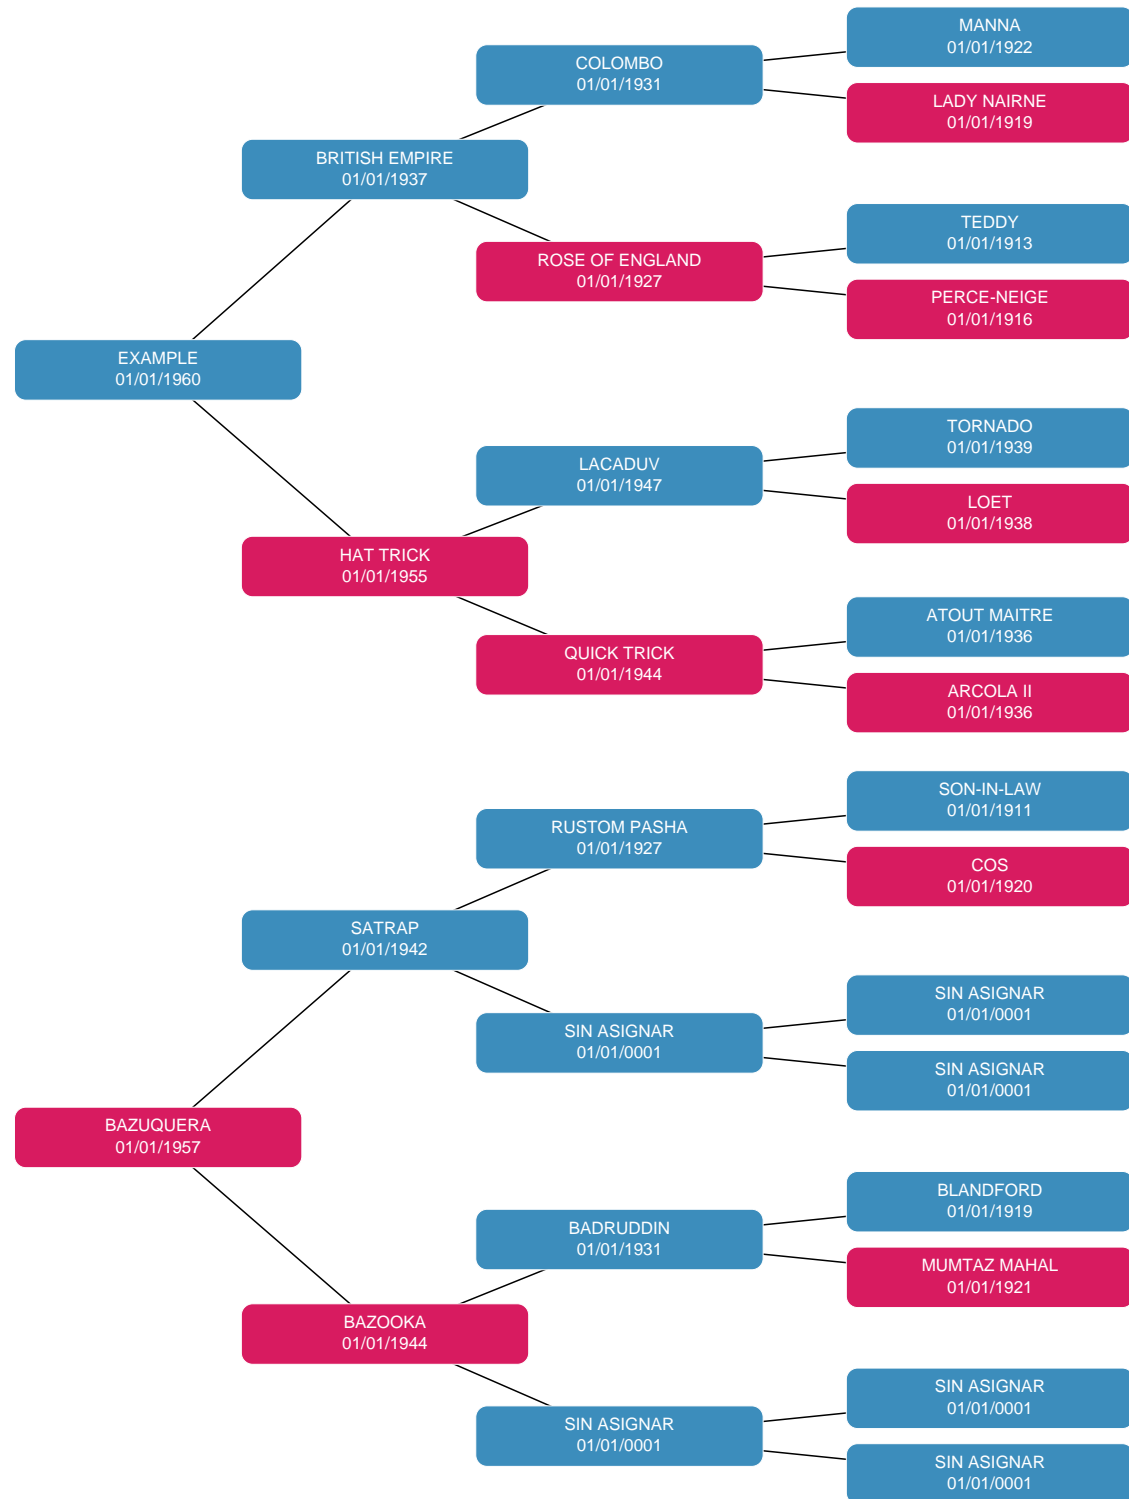 MANNA
01/01/1922
COLOMBO
01/01/1931
LADY NAIRNE
01/01/1919
BRITISH EMPIRE
01/01/1937
TEDDY
01/01/1913
ROSE OF ENGLAND
01/01/1927
PERCE-NEIGE
01/01/1916
EXAMPLE
01/01/1960
TORNADO
01/01/1939
LACADUV
01/01/1947
LOET
01/01/1938
HAT TRICK
01/01/1955
ATOUT MAITRE
01/01/1936
QUICK TRICK
01/01/1944
ARCOLA II
01/01/1936
SON-IN-LAW
01/01/1911
RUSTOM PASHA
01/01/1927
COS
01/01/1920
SATRAP
01/01/1942
SIN ASIGNAR
01/01/0001
SIN ASIGNAR
01/01/0001
SIN ASIGNAR
01/01/0001
BAZUQUERA
01/01/1957
BLANDFORD
01/01/1919
BADRUDDIN
01/01/1931
MUMTAZ MAHAL
01/01/1921
BAZOOKA
01/01/1944
SIN ASIGNAR
01/01/0001
SIN ASIGNAR
01/01/0001
SIN ASIGNAR
01/01/0001